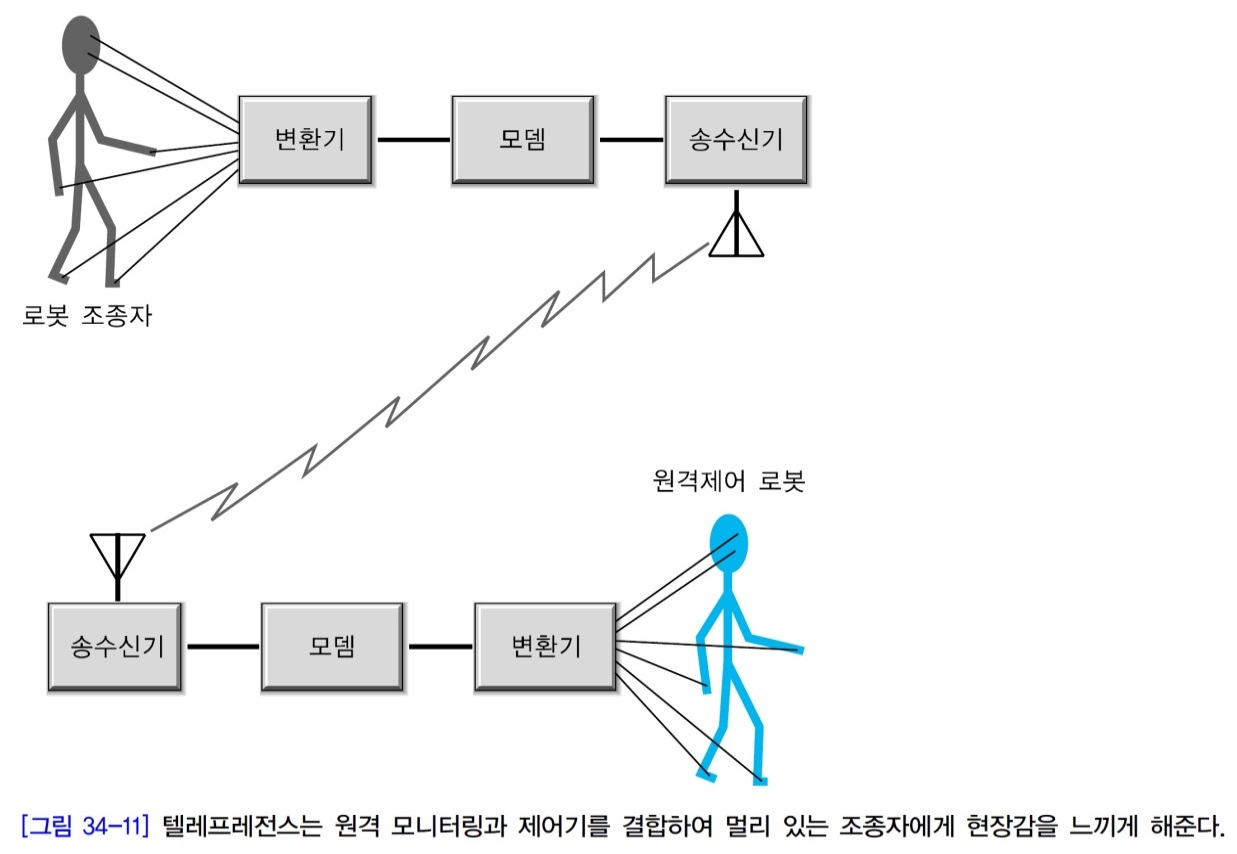 변환기
모뎀
송수신기
로봇 조종자
원격제어 로봇
송수신기
모뎀
변환기
[그림 34-11] 텔레프레전스는 원격 모니터링과 제어기를 결합하여 멀리 있는 조종자에게 현장감을 느끼게 해준다.